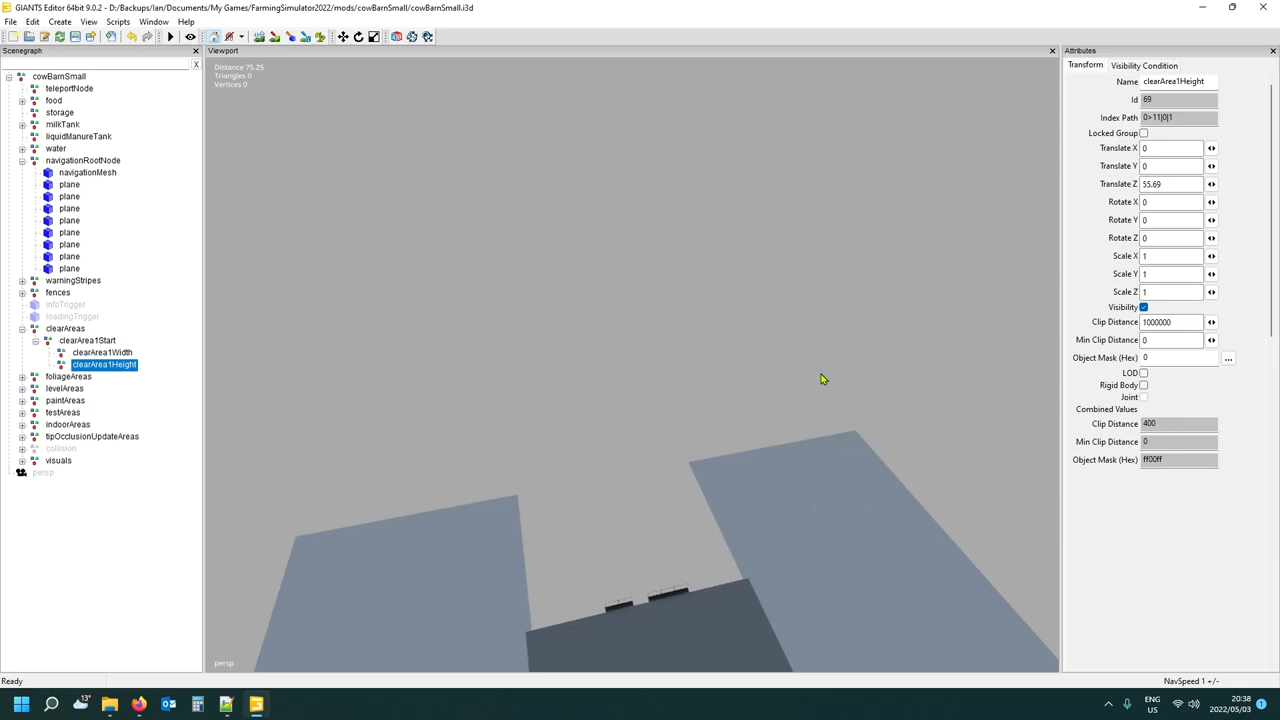 GIANTS Editor 64bit 9.0.2 - D:/Backups/Ian/Documents/My Games/FarmingSimulator2022/mods/cowBarnSmall/cowBarnSmall.i3d
File Edit Create View Scripts Window Help
Scenegraph
X
cowBarnSmall
teleportNode
food
storage
milkTank
liquidManureTank
water
navigationRootNode
navigationMesh
plane
plane
plane
plane
plane
plane
plane
plane
warningStripes
fences
infoTrigger
loadingTrigger
clearAreas
clearArea1Start
clearArea1Width
clearArea1Height
foliageAreas
levelAreas
paintAreas
testAreas
indoorAreas
tipOcclusionUpdateAreas
collision
visuals
persp
Viewport
Distance 75.25
Triangles 0
Vertices 0
persp
Attributes
Transform Visibility Condition
Name clearArea1Height
Id 69
Index Path 0>11|0|1
Locked Group
Translate X 0
Translate Y 0
Translate Z 55.69
Rotate X 0
Rotate Y 0
Rotate Z 0
Scale X 1
Scale Y 1
Scale Z 1
Visibility
Clip Distance 1000000
Min Clip Distance 0
Object Mask (Hex) 0 ...
LOD
Rigid Body
Joint
Combined Values
Clip Distance 400
Min Clip Distance 0
Object Mask (Hex) ff00ff
Ready
NavSpeed 1 +/-
13°
ENG
US
20:38
2022/05/03
1